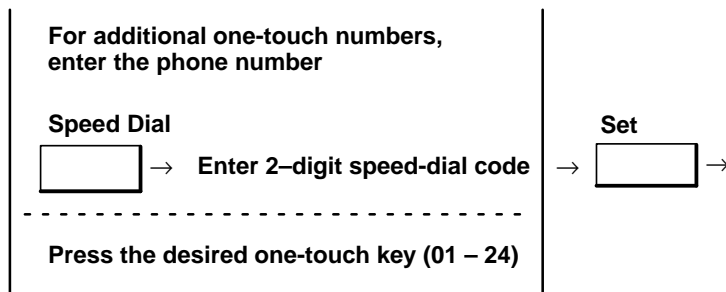 For additional one-touch numbers,
enter the phone number
Speed Dial
→ Enter 2–digit speed-dial code
Press the desired one-touch key (01 – 24)
Set
→ →